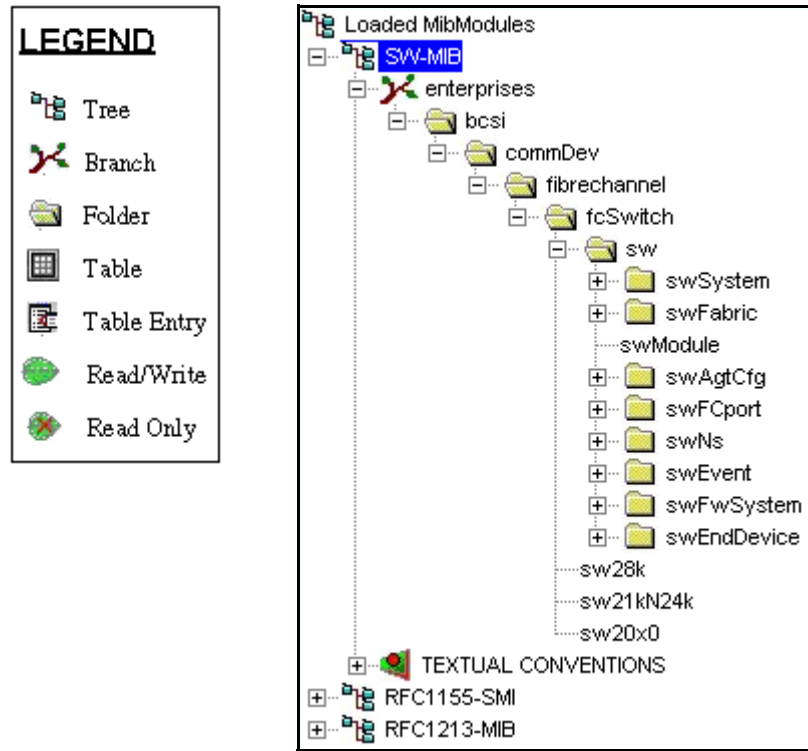 LEGEND
Tree
Branch
Folder
Table
Table Entry
Read/Write
Read Only
Loaded MibModules
SW-MIB
enterprises
bcsi
commDev
fibrechannel
fcSwitch
sw
swSystem
swFabric
swModule
swAgtCfg
swFCport
swNs
swEvent
swFwSystem
swEndDevice
sw28k
sw21kN24k
sw20x0
TEXTUAL CONVENTIONS
RFC1155-SMI
RFC1213-MIB